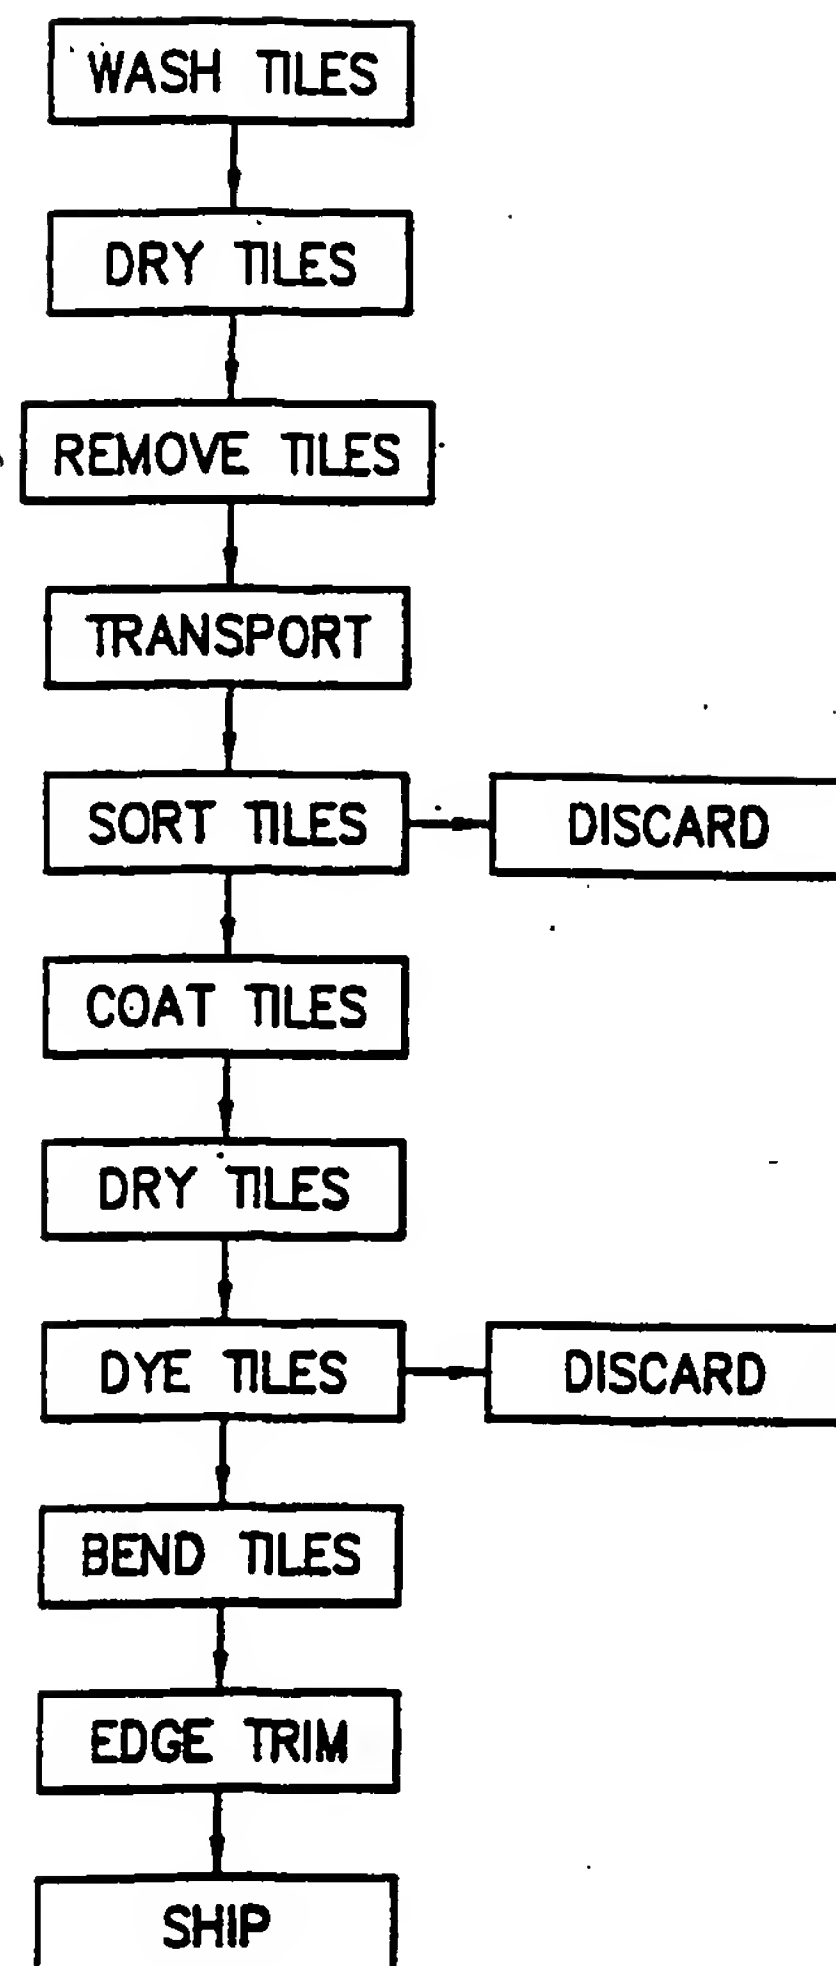 WASH TILES
DRY TILES
REMOVE TILES
TRANSPORT
SORT TILES
DISCARD
COAT TILES
DRY TILES
DYE TILES
DISCARD
BEND TILES
EDGE TRIM
SHIP